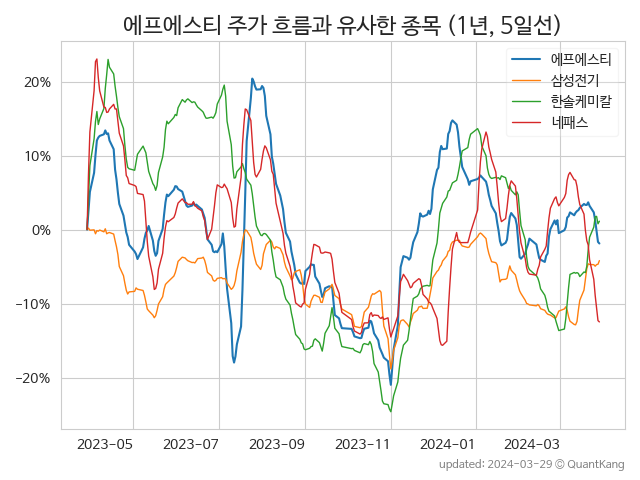 에프에스티 주가 흐름과 유사한 종목 (1년, 5일선)
에프에스티
삼성전기
한솔케미칼
네패스
20%
10%
0%
−10%
−20%
2023-05 2023-07 2023-09 2023-11 2024-01 2024-03
updated: 2024-03-29 © QuantKang